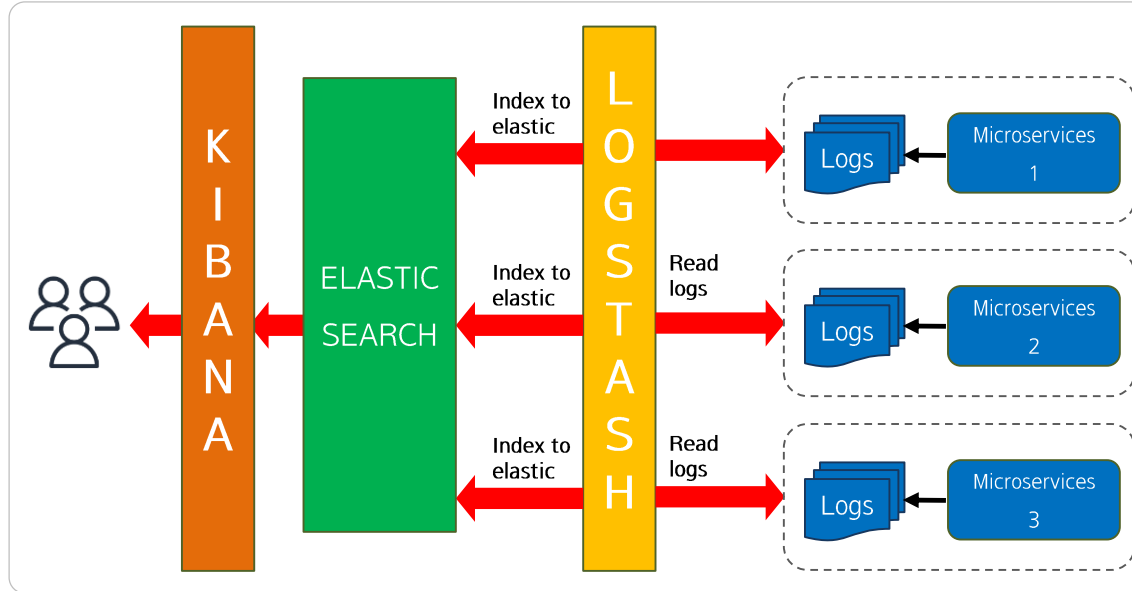 KIBANA
ELASTIC
SEARCH
Index to
elastic
Index to
elastic
Index to
elastic
LOGSTASH
Read
logs
Read
logs
Logs
Microservices
1
Logs
Microservices
2
Logs
Microservices
3